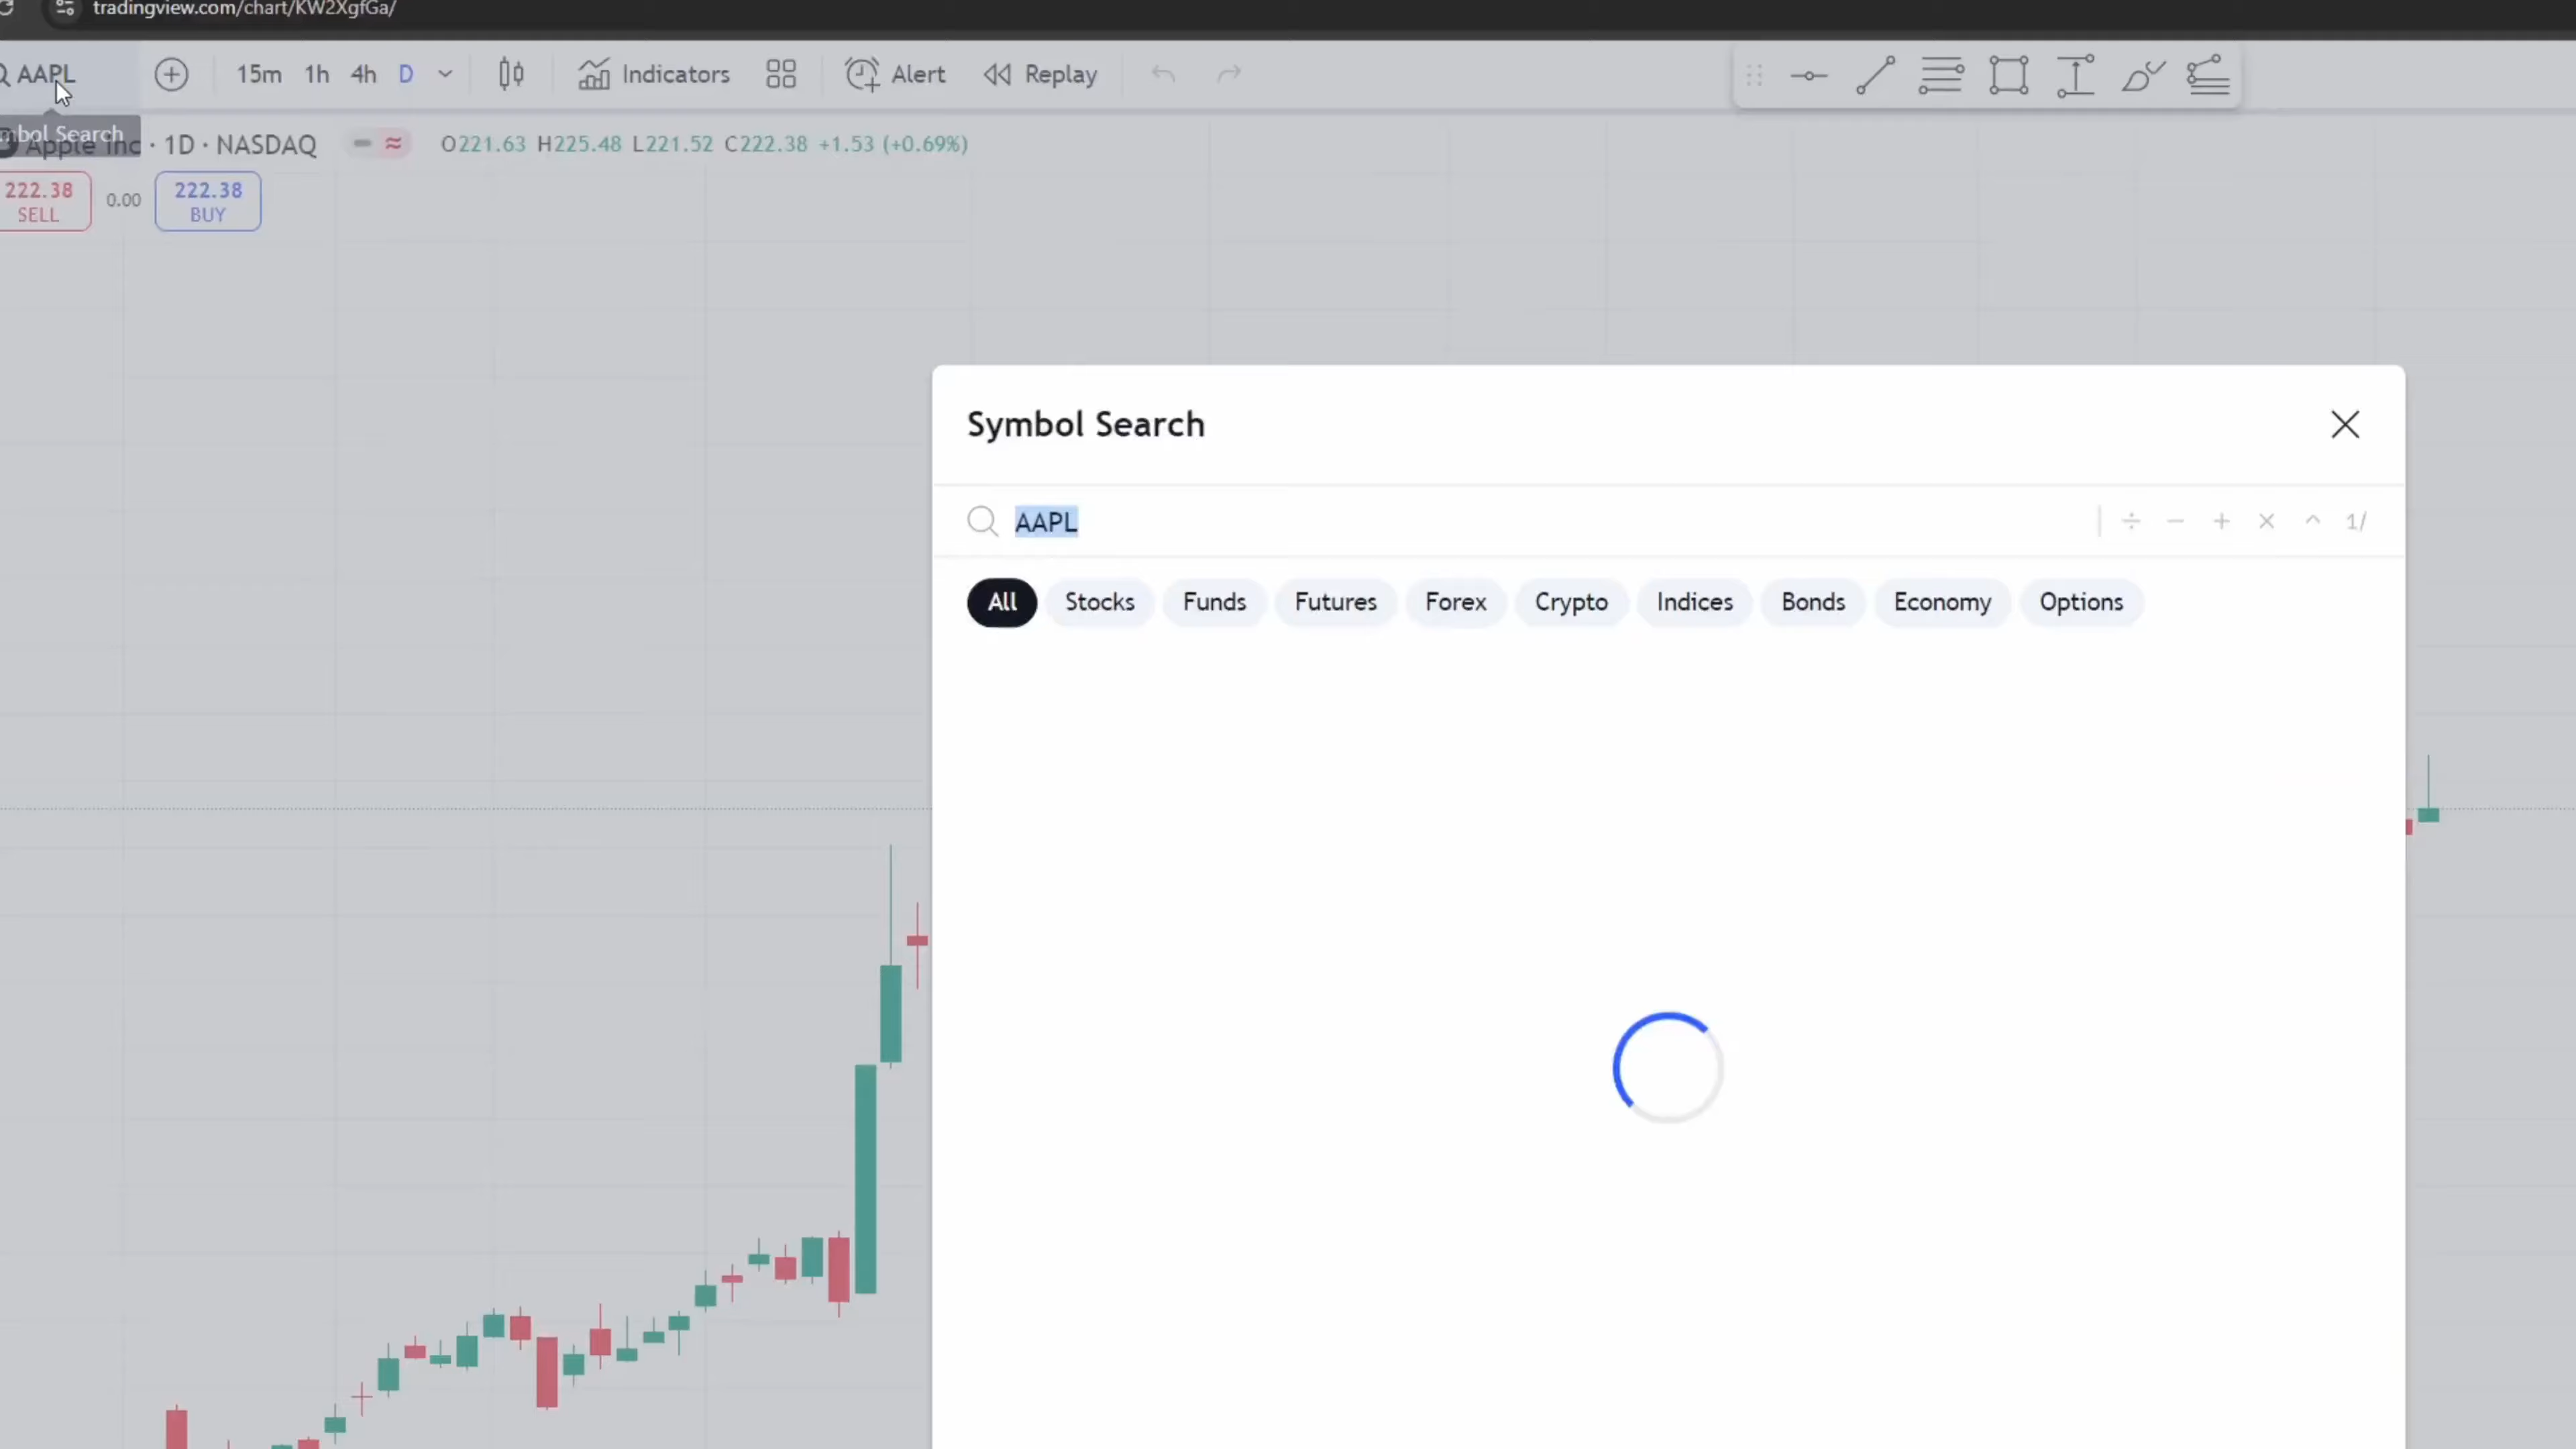 tradingview.com/chart/KW2XgfGa/
AAPL 15m 1h 4h D Indicators Alert Replay
mbol Search
Apple Inc · 1D · NASDAQ O221.63 H225.48 L221.52 C222.38 +1.53 (+0.69%)
222.38 SELL 0.00 222.38 BUY
Symbol Search
AAPL ÷ − + × ^ 1/
All Stocks Funds Futures Forex Crypto Indices Bonds Economy Options